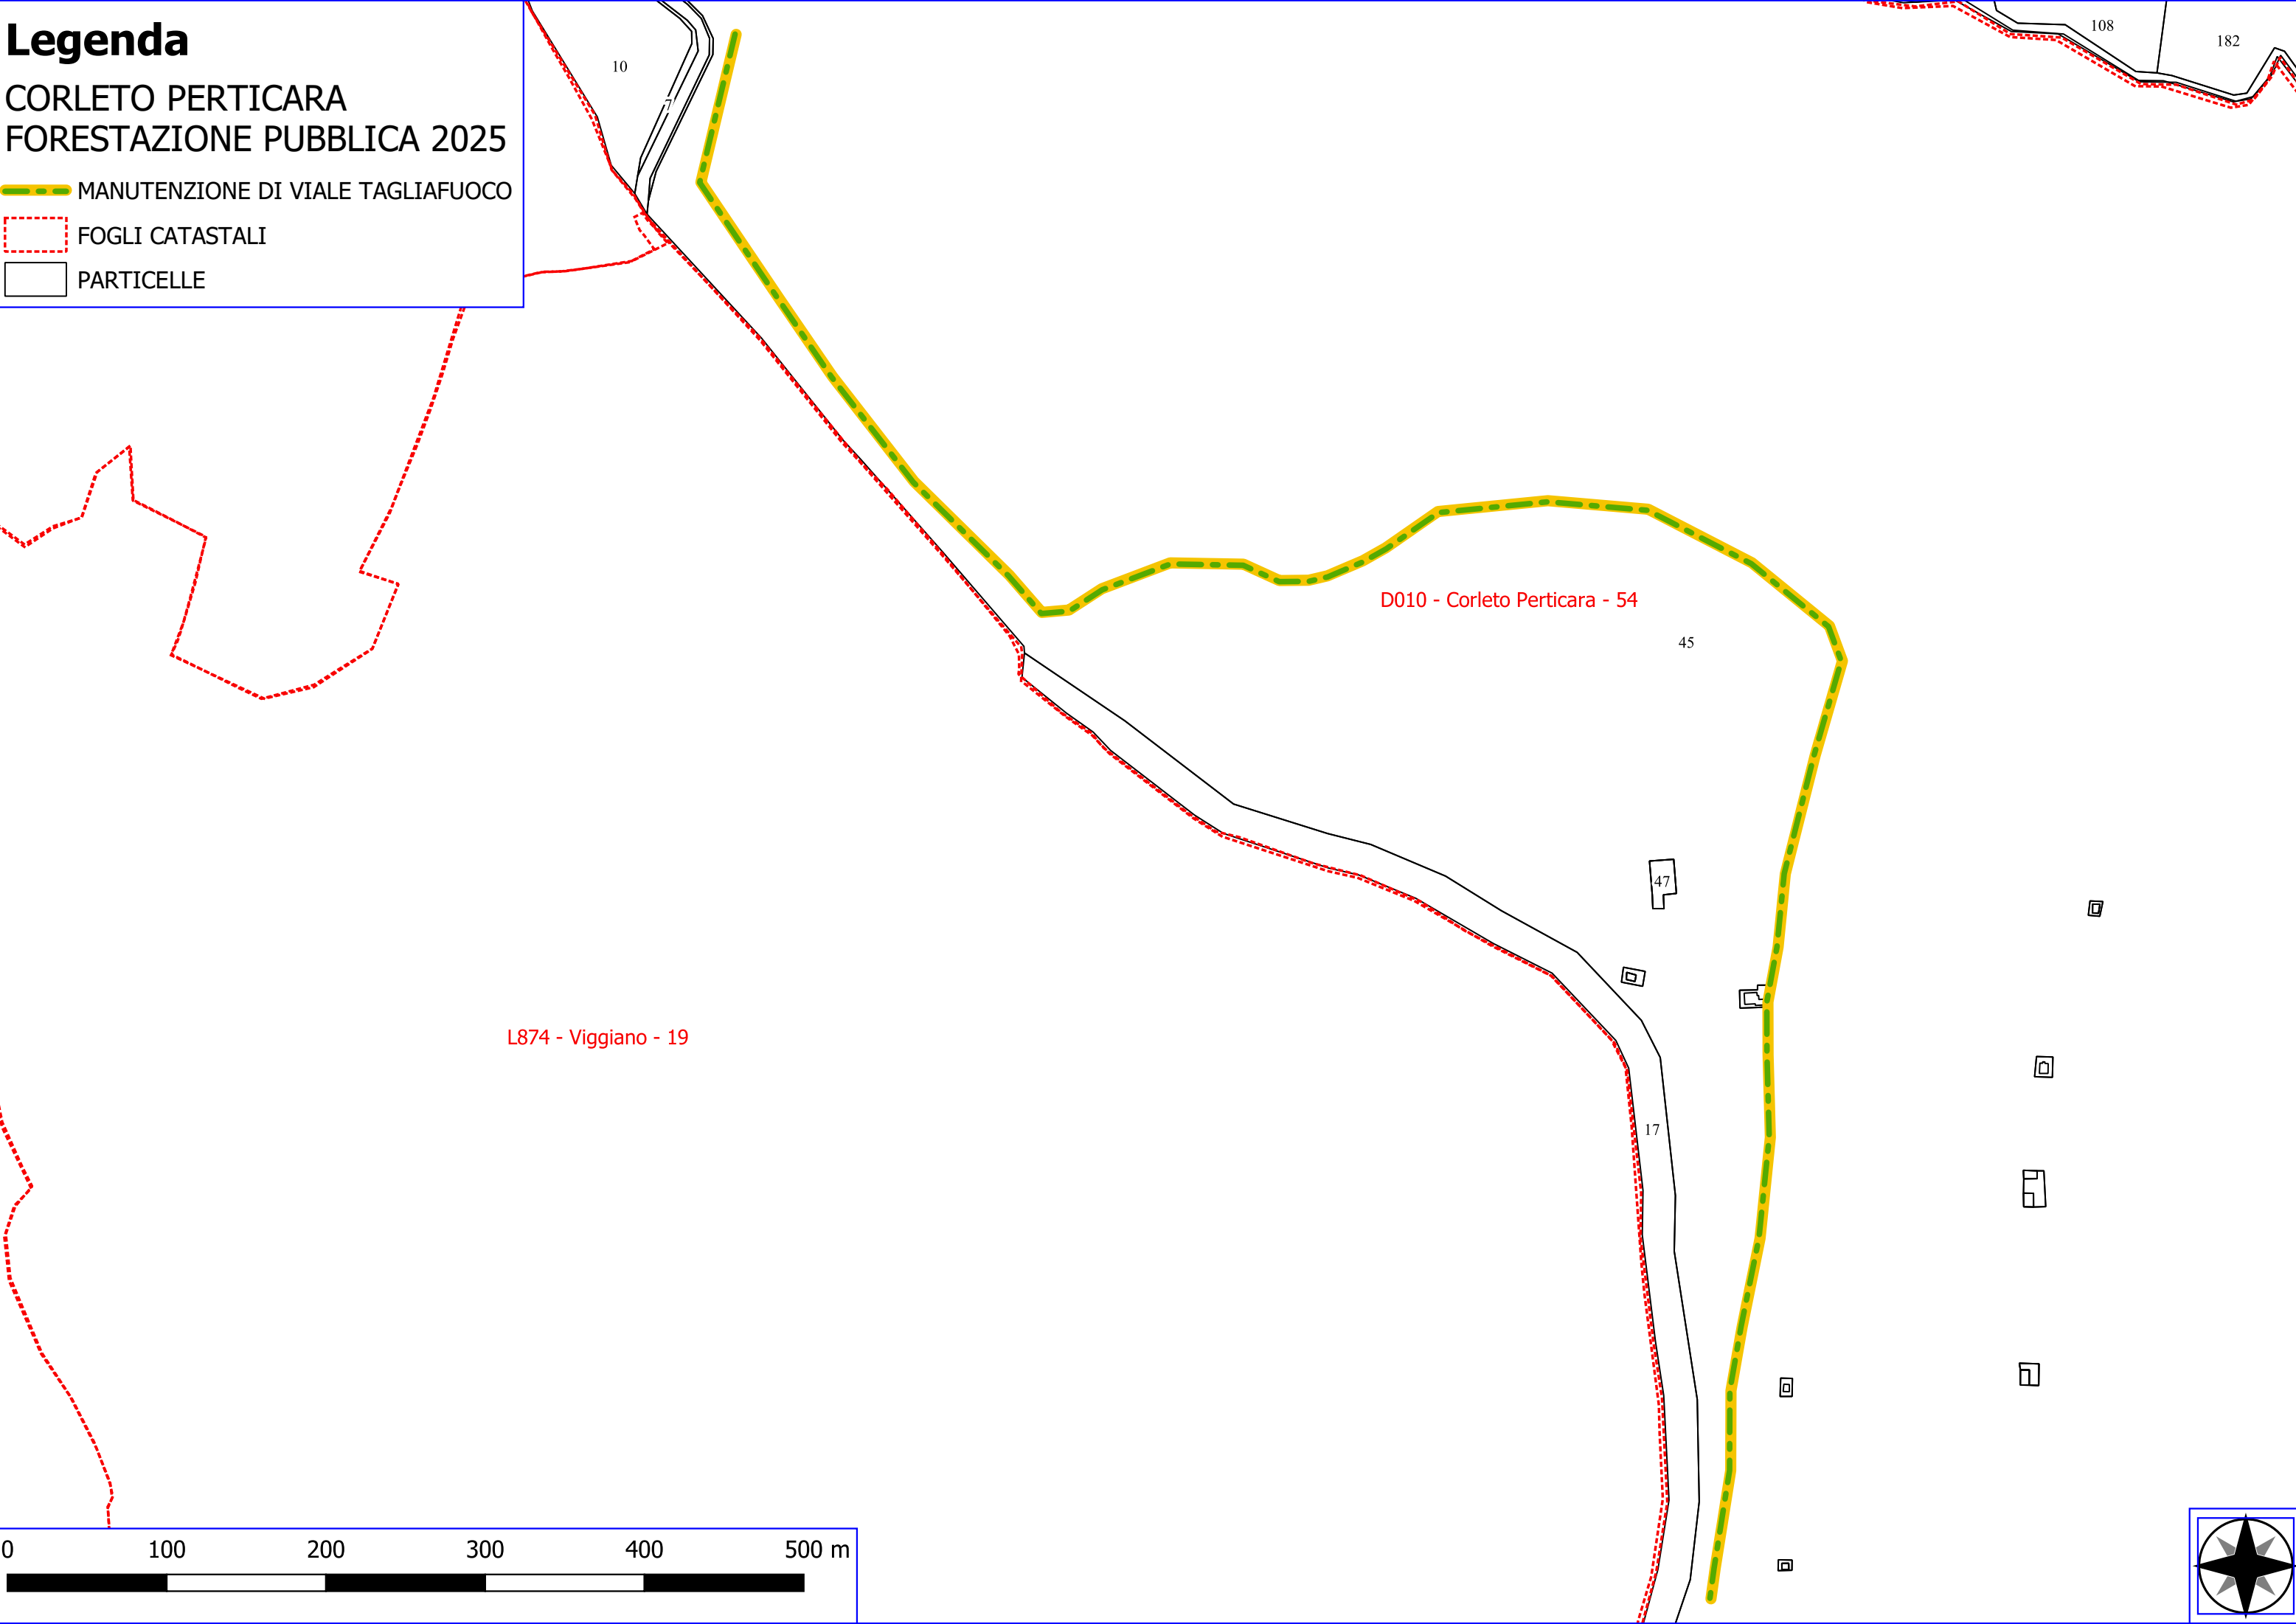 Legenda
CORLETO PERTICARA
FORESTAZIONE PUBBLICA 2025
MANUTENZIONE DI VIALE TAGLIAFUOCO
FOGLI CATASTALI
PARTICELLE
10
7
108
182
D010 - Corleto Perticara - 54
45
47
L874 - Viggiano - 19
17
0 100 200 300 400 500 m